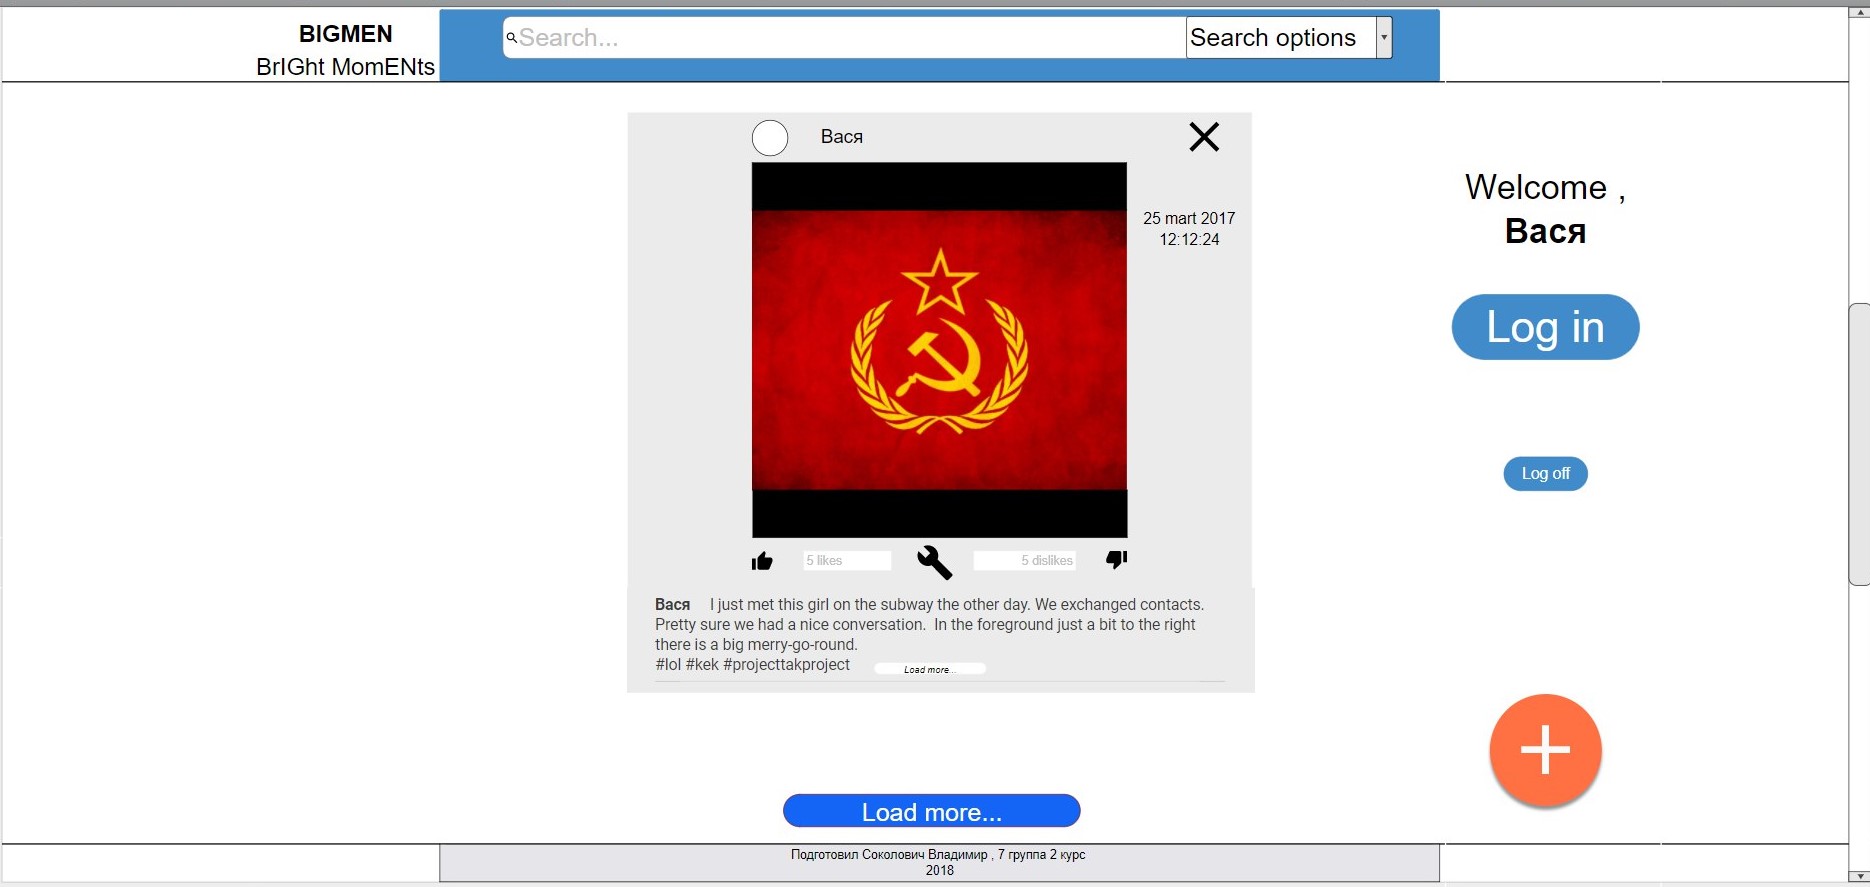 BIGMEN
BrIGht MomENts
Search...
Search options
Вася
25 mart 2017
12:12:24
Welcome ,
Вася
Log in
Log off
5 likes
5 dislikes
Вася I just met this girl on the subway the other day. We exchanged contacts.
Pretty sure we had a nice conversation. In the foreground just a bit to the right
there is a big merry-go-round.
#lol #kek #projecttakproject
Load more...
Load more...
Подготовил Соколович Владимир , 7 группа 2 курс
2018